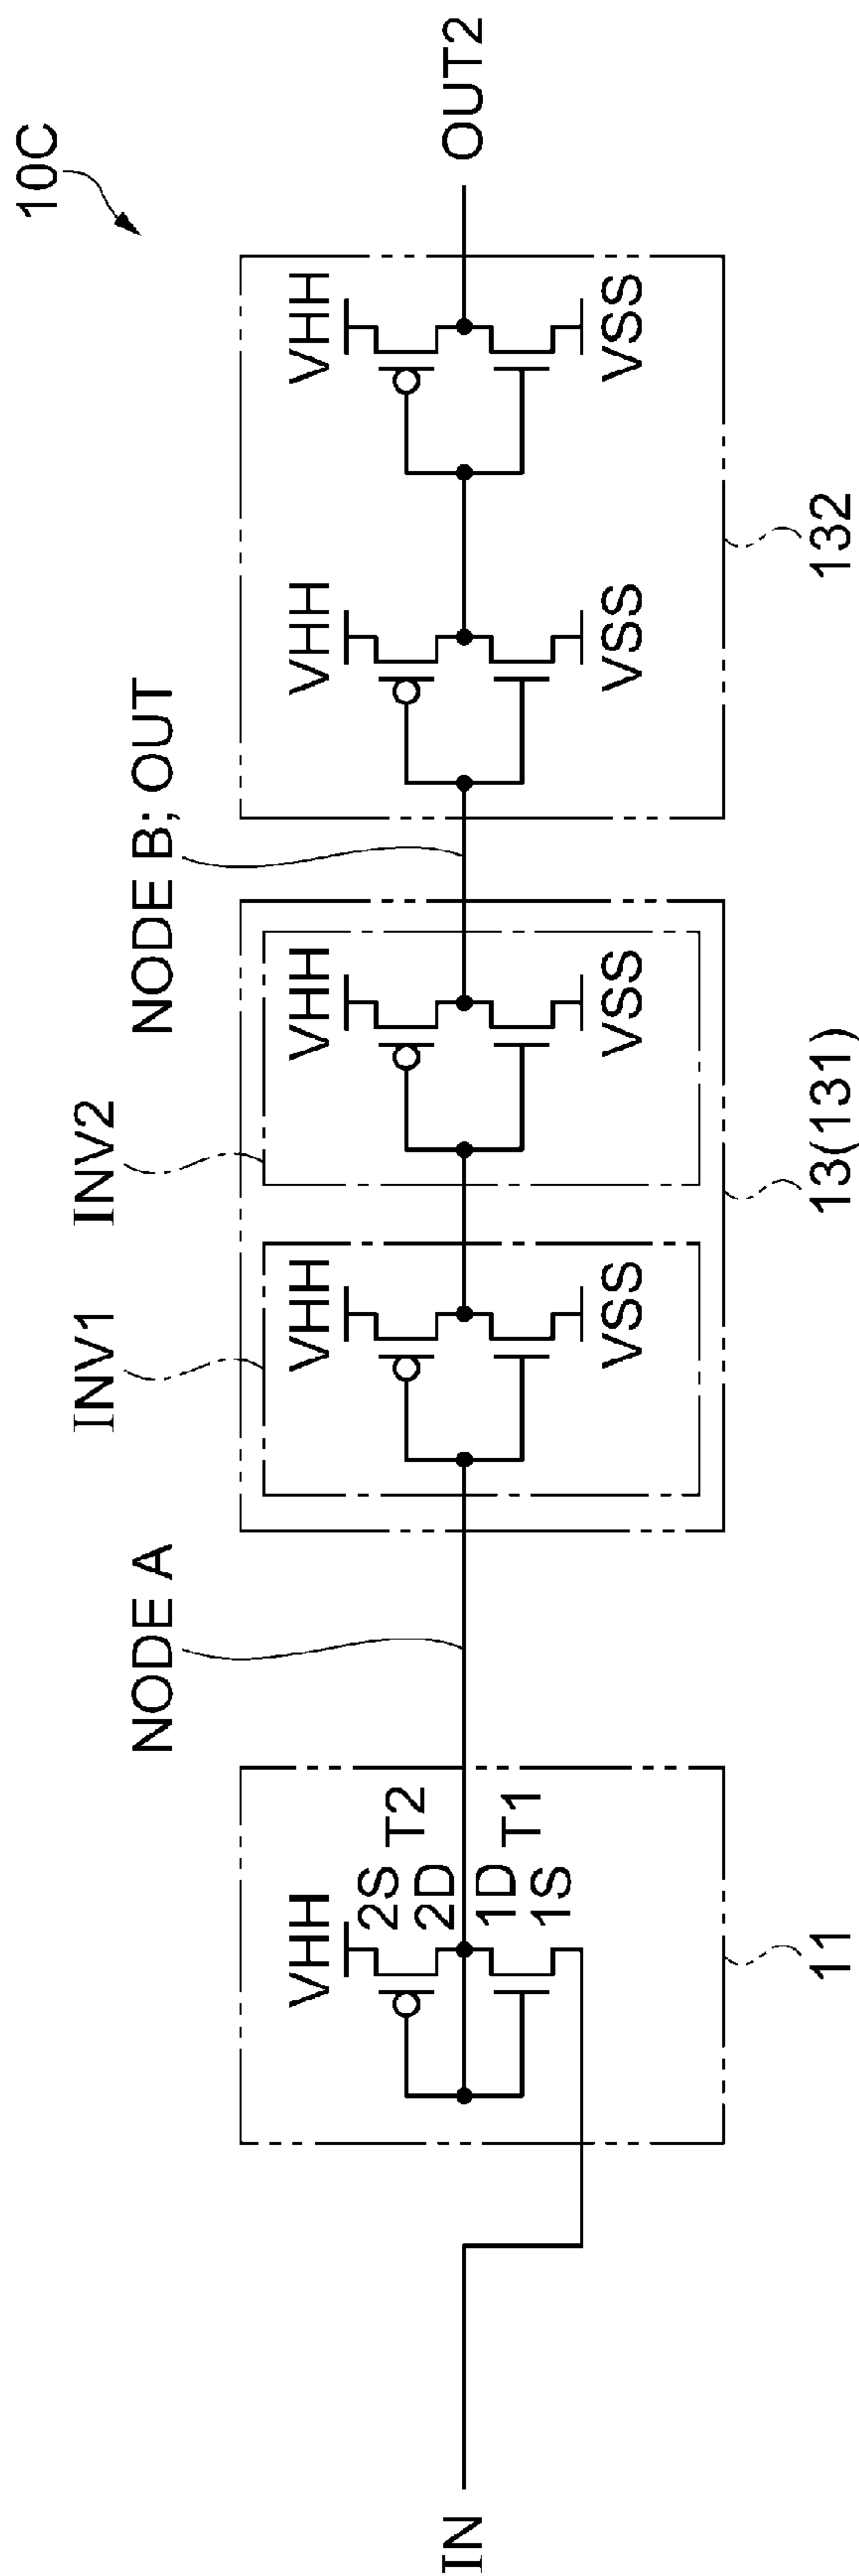 10C
INV1
INV2
NODE A
NODE B; OUT
VHH
VHH
VHH
VHH
VHH
2S
T2
2D
1D
T1
1S
IN
OUT2
VSS
VSS
VSS
VSS
11
13(131)
132